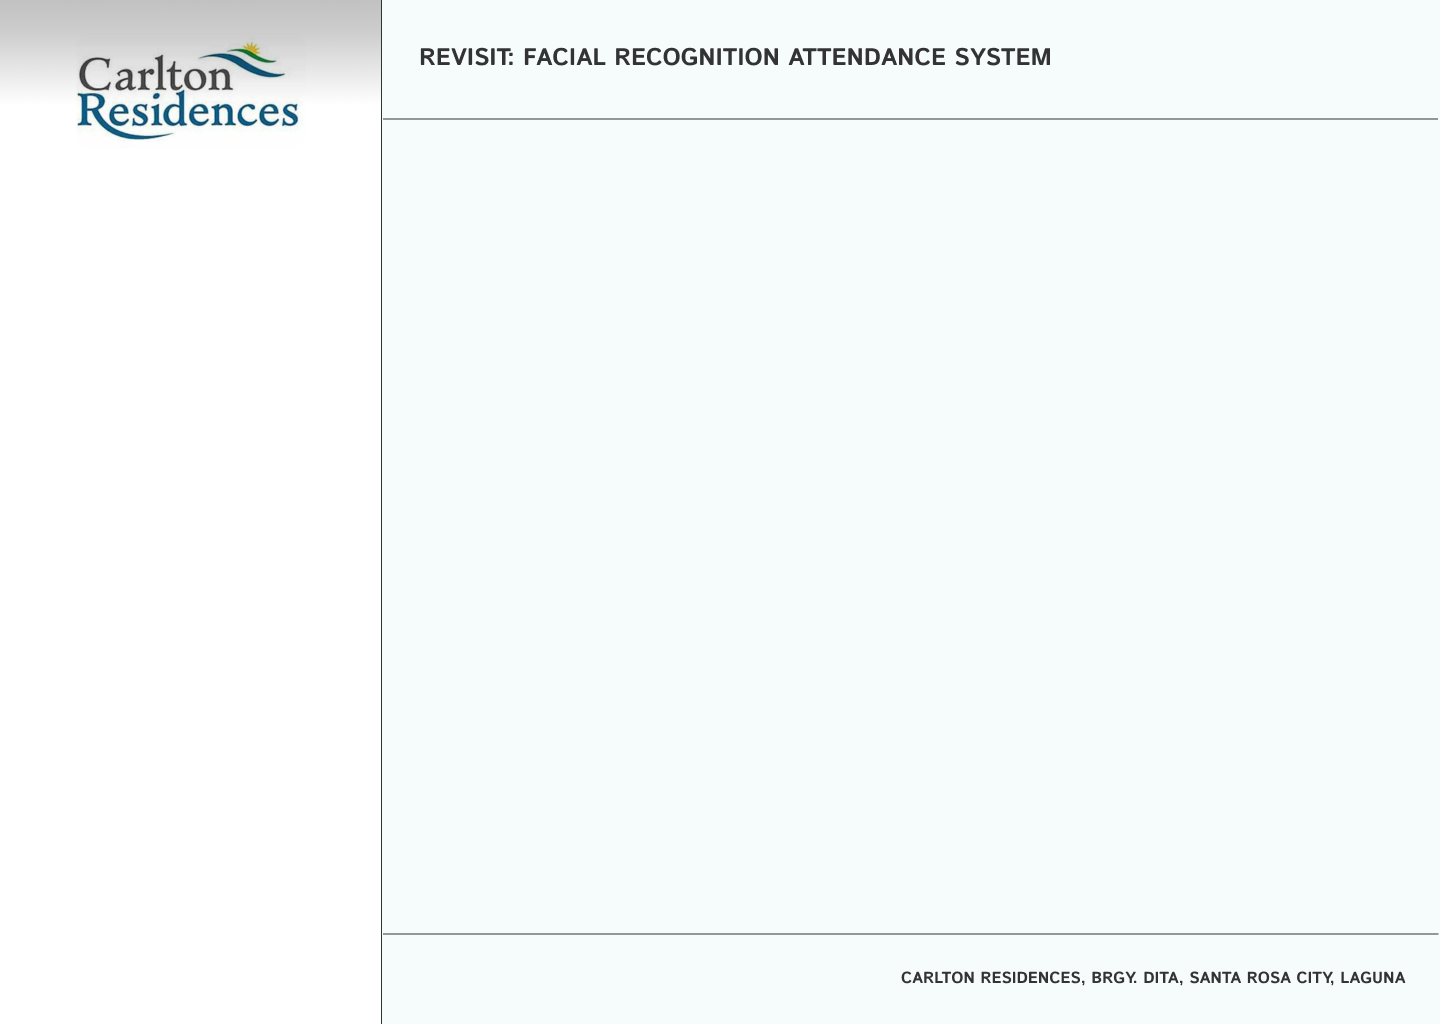 Carlton
Residences
REVISIT: FACIAL RECOGNITION ATTENDANCE SYSTEM
CARLTON RESIDENCES, BRGY. DITA, SANTA ROSA CITY, LAGUNA